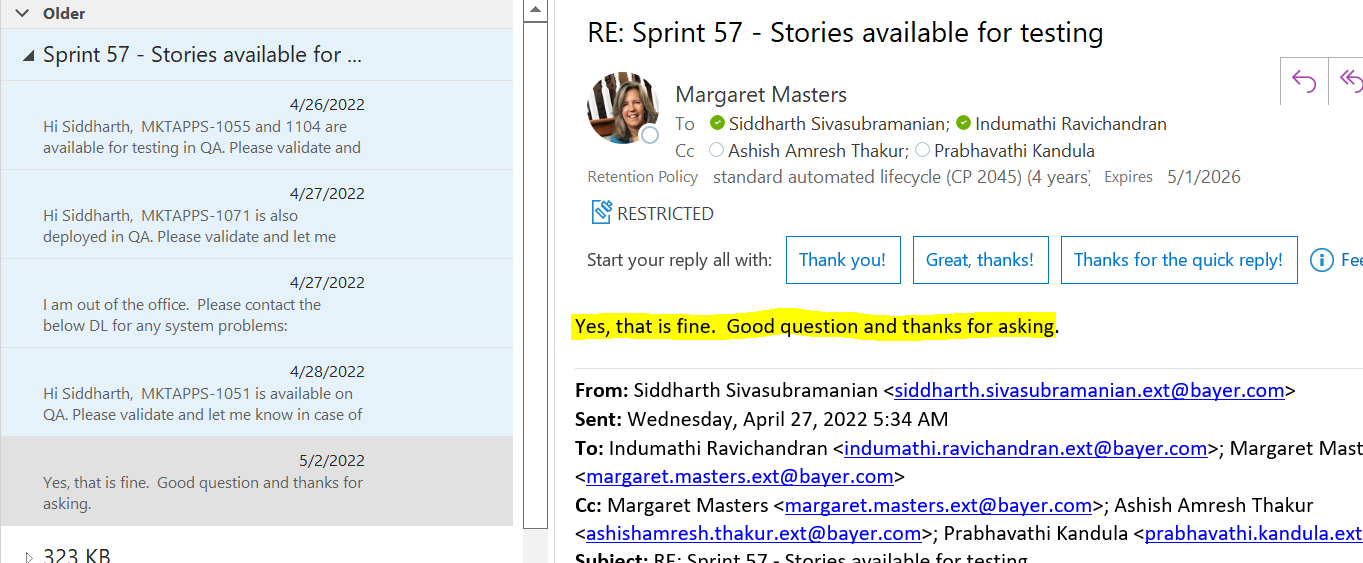 Older
Sprint 57 - Stories available for ...
4/26/2022
Hi Siddharth,  MKTAPPS-1055 and 1104 are
available for testing in QA. Please validate and
4/27/2022
Hi Siddharth,  MKTAPPS-1071 is also
deployed in QA. Please validate and let me
4/27/2022
I am out of the office.  Please contact the
below DL for any system problems:
4/28/2022
Hi Siddharth,  MKTAPPS-1051 is available on
QA. Please validate and let me know in case of
5/2/2022
Yes, that is fine.  Good question and thanks for
asking.
323 KB
RE: Sprint 57 - Stories available for testing
Margaret Masters
To Siddharth Sivasubramanian; Indumathi Ravichandran
Cc Ashish Amresh Thakur; Prabhavathi Kandula
Retention Policy standard automated lifecycle (CP 2045) (4 years) Expires 5/1/2026
RESTRICTED
Start your reply all with: Thank you! Great, thanks! Thanks for the quick reply! Fee
Yes, that is fine.  Good question and thanks for asking.
From: Siddharth Sivasubramanian <siddharth.sivasubramanian.ext@bayer.com>
Sent: Wednesday, April 27, 2022 5:34 AM
To: Indumathi Ravichandran <indumathi.ravichandran.ext@bayer.com>; Margaret Mast
<margaret.masters.ext@bayer.com>
Cc: Margaret Masters <margaret.masters.ext@bayer.com>; Ashish Amresh Thakur
<ashishamresh.thakur.ext@bayer.com>; Prabhavathi Kandula <prabhavathi.kandula.ext
Subject: RE: Sprint 57 - Stories available for testing